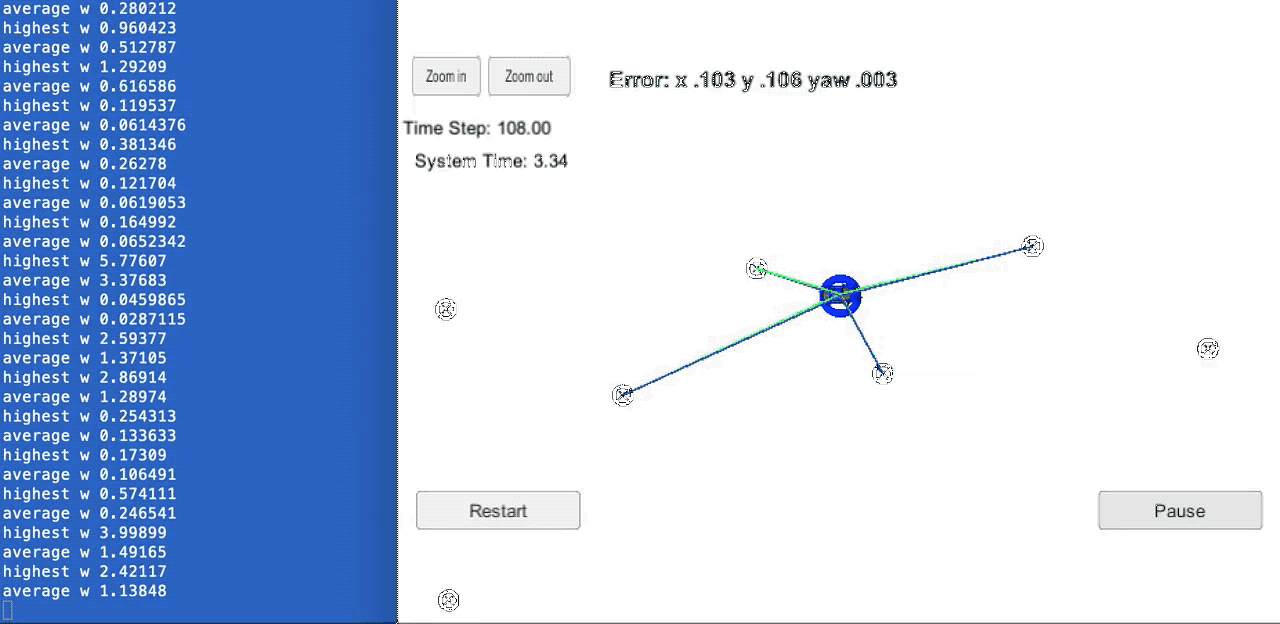 average w 0.280212
highest w 0.960423
average w 0.512787
highest w 1.29209
average w 0.616586
highest w 0.119537
average w 0.0614376
highest w 0.381346
average w 0.26278
highest w 0.121704
average w 0.0619053
highest w 0.164992
average w 0.0652342
highest w 5.77607
average w 3.37683
highest w 0.0459865
average w 0.0287115
highest w 2.59377
average w 1.37105
highest w 2.86914
average w 1.28974
highest w 0.254313
average w 0.133633
highest w 0.17309
average w 0.106491
highest w 0.574111
average w 0.246541
highest w 3.99899
average w 1.49165
highest w 2.42117
average w 1.13848
Zoom in Zoom out Error: x .103 y .106 yaw .003
Time Step: 108.00
System Time: 3.34
Restart Pause